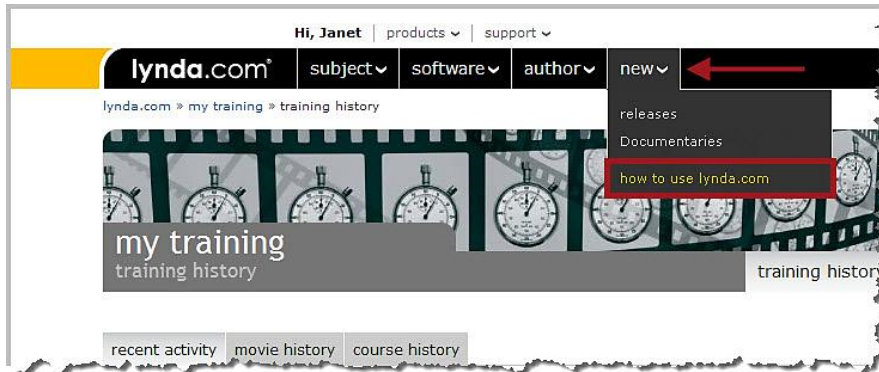 Hi, Janet | products | support
lynda.com® subject software author new
lynda.com » my training » training history
releases
Documentaries
how to use lynda.com
my training
training history
training history
recent activity movie history course history